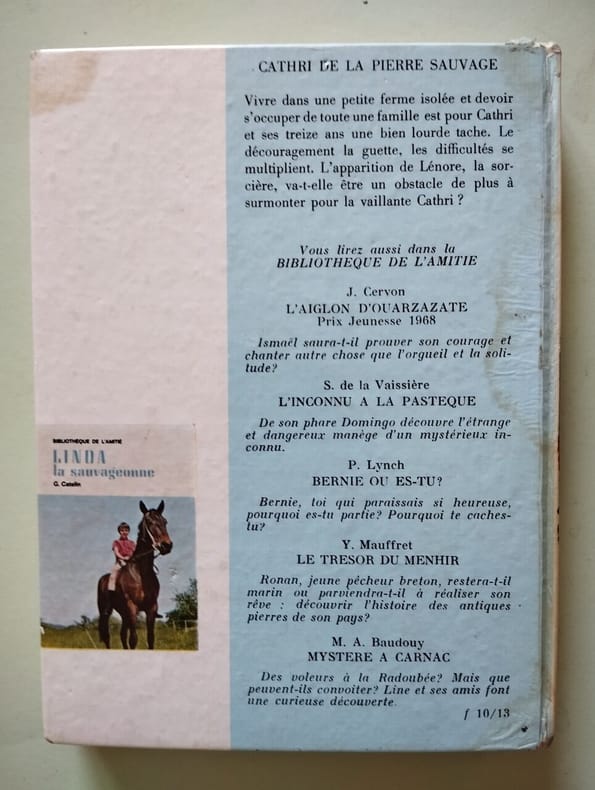 CATHRI DE LA PIERRE SAUVAGE
Vivre dans une petite ferme isolée et devoir
s'occuper de toute une famille est pour Cathri
et ses treize ans une bien lourde tache. Le
découragement la guette, les difficultés se
multiplient. L'apparition de Lénore, la sor-
cière, va-t-elle être un obstacle de plus à
surmonter pour la vaillante Cathri ?
Vous lirez aussi dans la
BIBLIOTHEQUE DE L'AMITIE
J. Cervon
L'AIGLON D'OUARZAZATE
Prix Jeunesse 1968
Ismaël saura-t-il prouver son courage et
chanter autre chose que l'orgueil et la soli-
tude?
S. de la Vaissière
L'INCONNU A LA PASTEQUE
De son phare Domingo découvre l'étrange
et dangereux manège d'un mystérieux in-
connu.
P. Lynch
BERNIE OU ES-TU?
Bernie, toi qui paraissais si heureuse,
pourquoi es-tu partie? Pourquoi te caches-
tu?
Y. Mauffret
LE TRESOR DU MENHIR
Ronan, jeune pécheur breton, restera-t-il
marin ou parviendra-t-il à réaliser son
rêve : découvrir l'histoire des antiques
pierres de son pays?
M. A. Baudouy
MYSTERE A CARNAC
Des voleurs à la Radoubée? Mais que
peuvent-ils convoiter? Line et ses amis font
une curieuse découverte.
f 10/13
BIBLIOTHÈQUE DE L'AMITIÉ
LINDA
la sauvageonne
G. Catelin